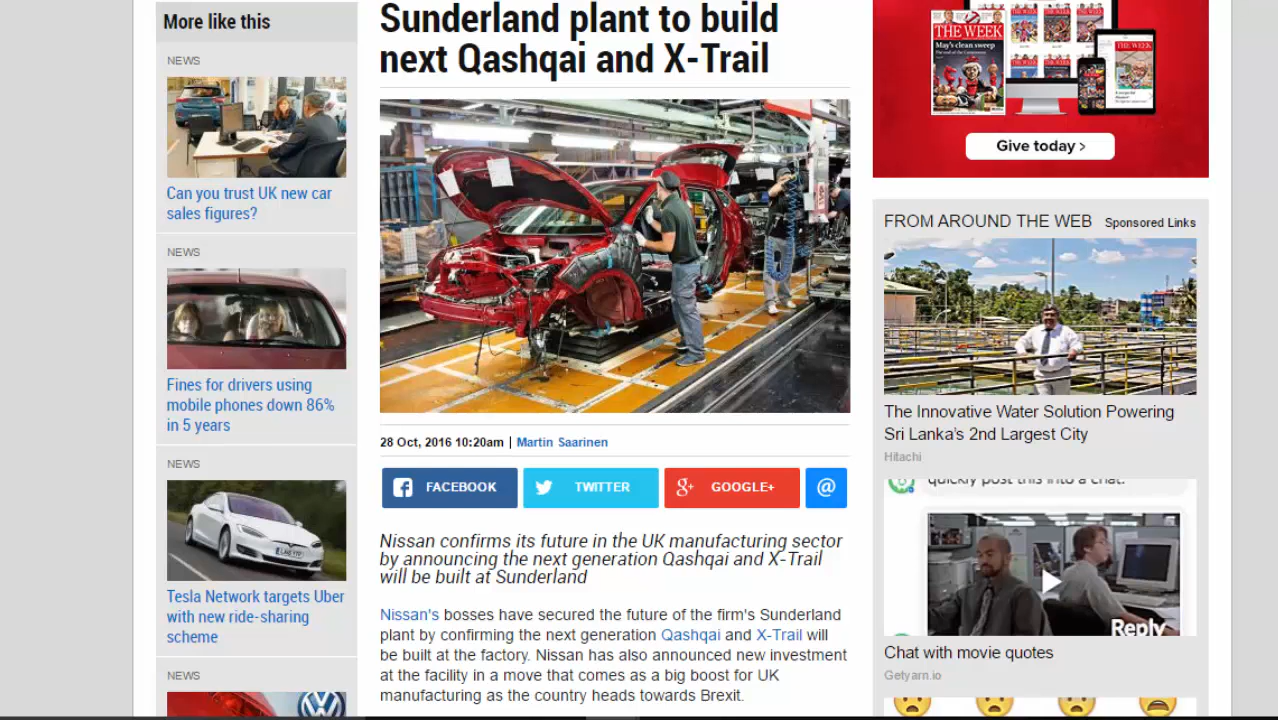 More like this
NEWS
Can you trust UK new car
sales figures?
NEWS
Fines for drivers using
mobile phones down 86%
in 5 years
NEWS
Tesla Network targets Uber
with new ride-sharing
scheme
NEWS
Sunderland plant to build
next Qashqai and X-Trail
28 Oct, 2016 10:20am | Martin Saarinen
FACEBOOK
TWITTER
GOOGLE+
@
Nissan confirms its future in the UK manufacturing sector
by announcing the next generation Qashqai and X-Trail
will be built at Sunderland
Nissan's bosses have secured the future of the firm's Sunderland
plant by confirming the next generation Qashqai and X-Trail will
be built at the factory. Nissan has also announced new investment
at the facility in a move that comes as a big boost for UK
manufacturing as the country heads towards Brexit.
THE WEEK
May's clean sweep
THE WEEK
Give today >
FROM AROUND THE WEB Sponsored Links
The Innovative Water Solution Powering
Sri Lanka's 2nd Largest City
Hitachi
quickly post this into a chat.
Reply
Chat with movie quotes
Getyarn.io